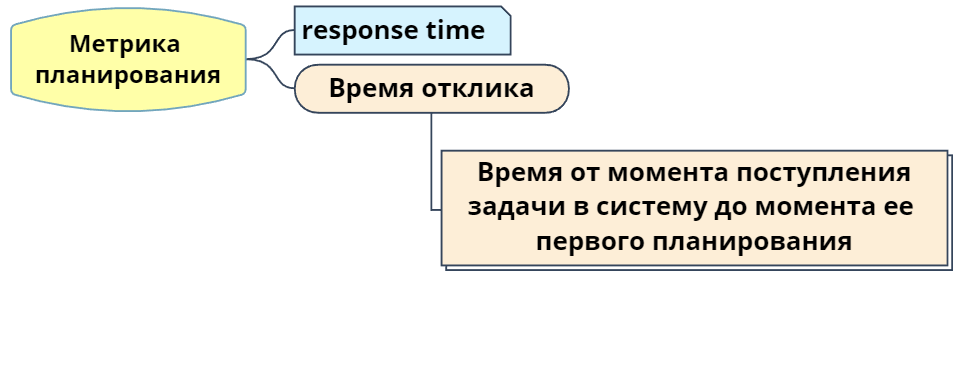 Метрика
планирования
response time
Время отклика
Время от момента поступления
задачи в систему до момента ее
первого планирования